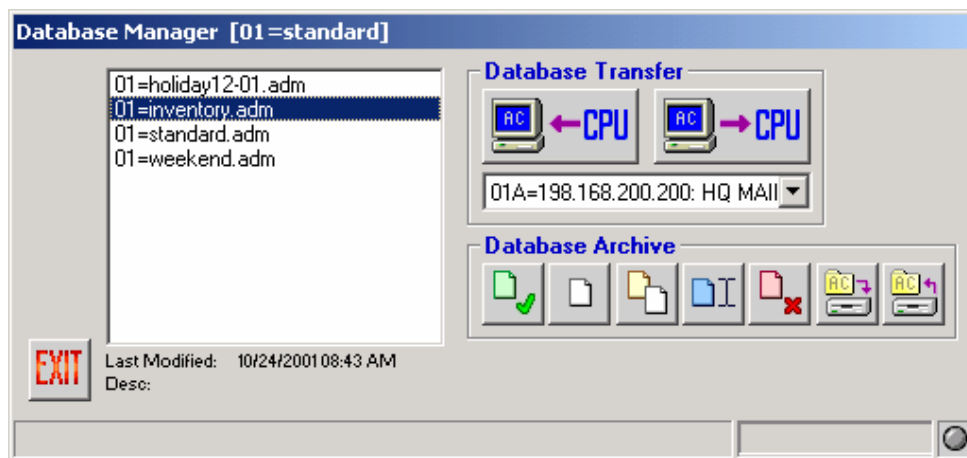 Database Manager [01=standard]
01=holiday12-01.adm
01=inventory.adm
01=standard.adm
01=weekend.adm
Database Transfer
AC CPU
AC CPU
01A=198.168.200.200: HQ MAII
Database Archive
AC
AC
EXIT
Last Modified: 10/24/2001 08:43 AM
Desc: